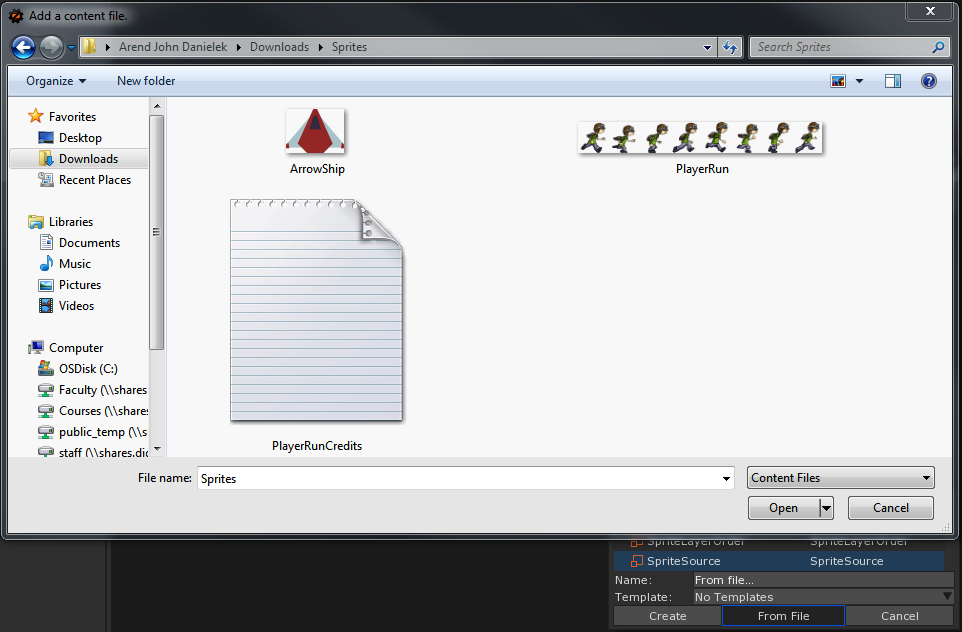 Add a content file.
Arend John Danielek Downloads Sprites
Search Sprites
Organize New folder
Favorites
Desktop
Downloads
Recent Places
Libraries
Documents
Music
Pictures
Videos
Computer
OSDisk (C:)
Faculty (\\shares
Courses (\\shares
public_temp (\\s
staff (\\shares.dic
ArrowShip
PlayerRun
PlayerRunCredits
File name: Sprites
Content Files
Open Cancel
SpriteLayerOrder SpriteLayerOrder
SpriteSource SpriteSource
Name: From file...
Template: No Templates
Create From File Cancel